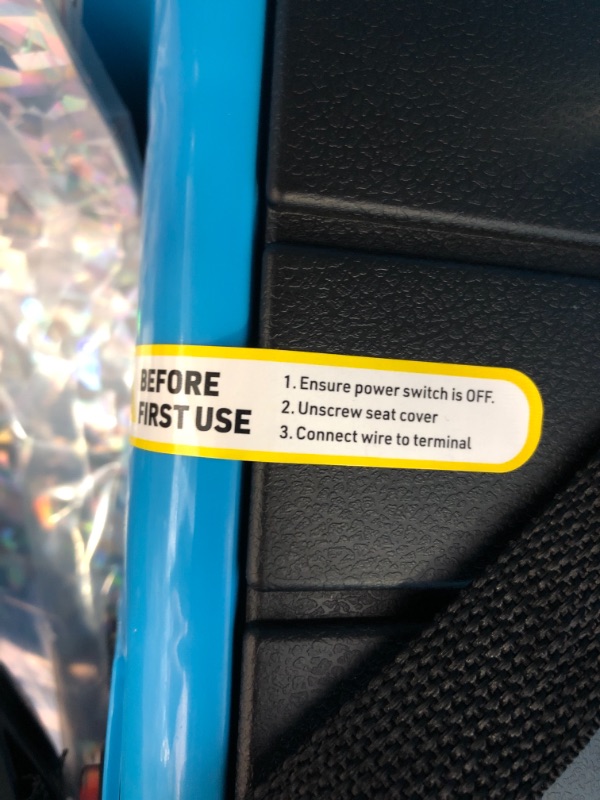 BEFORE
FIRST USE
1. Ensure power switch is OFF.
2. Unscrew seat cover
3. Connect wire to terminal